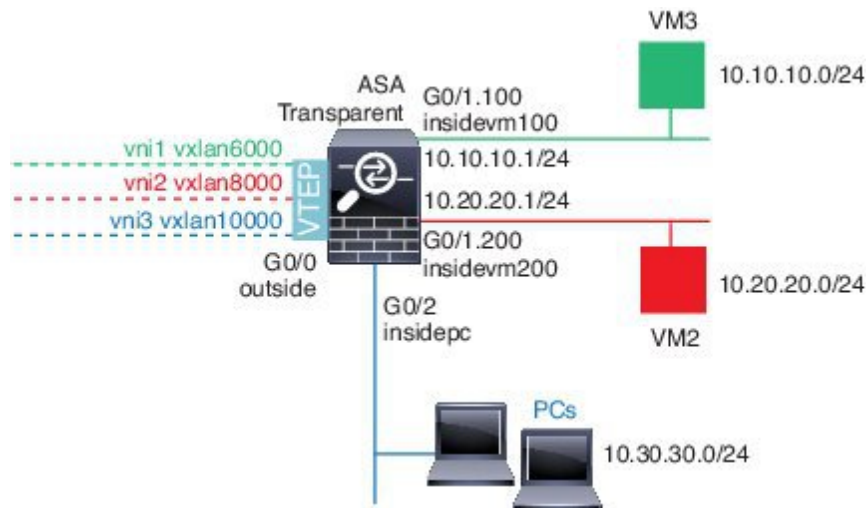 VM3
10.10.10.0/24
ASA
Transparent
G0/1.100
insidevm100
vni1 vxlan6000
vni2 vxlan8000
vni3 vxlan10000
VTEP
10.10.10.1/24
10.20.20.1/24
G0/1.200
insidevm200
G0/0
outside
10.20.20.0/24
VM2
G0/2
insidepc
PCs
10.30.30.0/24